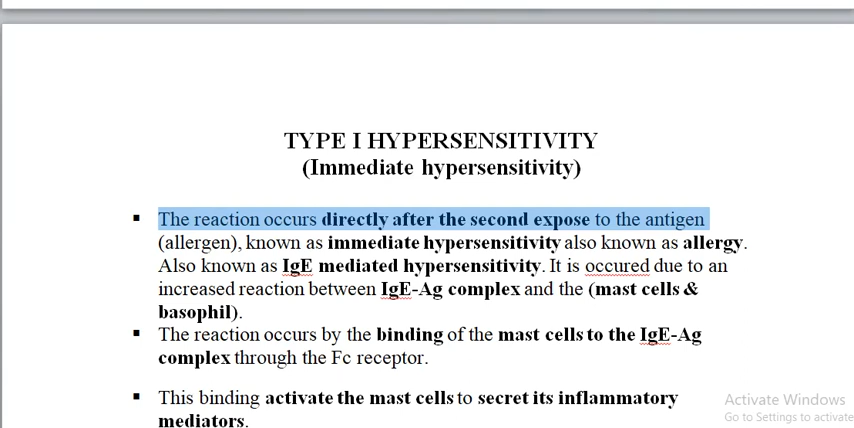 TYPE I HYPERSENSITIVITY
(Immediate hypersensitivity)
▪ The reaction occurs directly after the second expose to the antigen
(allergen), known as immediate hypersensitivity also known as allergy.
Also known as IgE mediated hypersensitivity. It is occured due to an
increased reaction between IgE-Ag complex and the (mast cells &
basophil).
▪ The reaction occurs by the binding of the mast cells to the IgE-Ag
complex through the Fc receptor.
▪ This binding activate the mast cells to secret its inflammatory
mediators.
Activate Windows
Go to Settings to activate